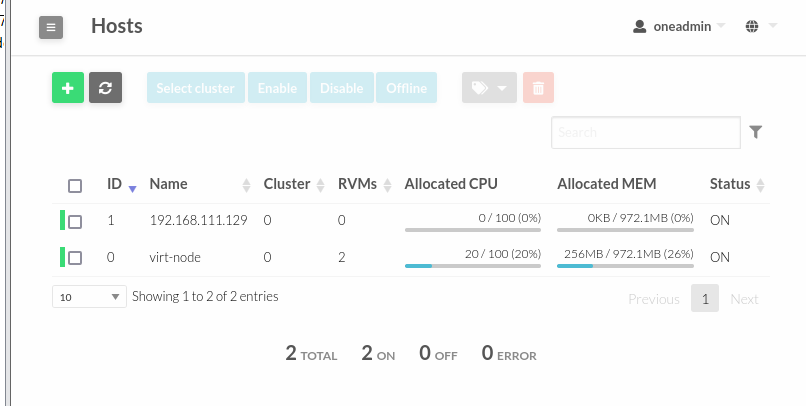 Hosts
oneadmin
Select cluster Enable Disable Offline
Search
ID Name Cluster RVMs Allocated CPU Allocated MEM Status
1 192.168.111.129 0 0 0 / 100 (0%) 0KB / 972.1MB (0%) ON
0 virt-node 0 2 20 / 100 (20%) 256MB / 972.1MB (26%) ON
10 Showing 1 to 2 of 2 entries Previous 1 Next
2 TOTAL 2 ON 0 OFF 0 ERROR